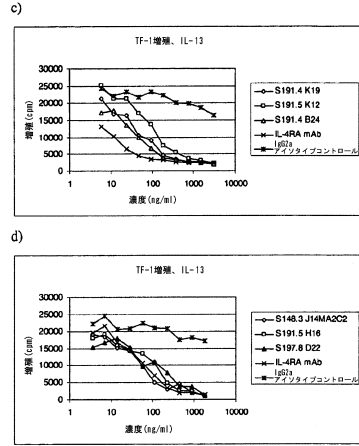 c)
TF-1増殖、IL-13
30000
25000
20000
15000
10000
5000
0
増殖(cpm)
1
10
100
1000
10000
濃度(ng/ml)
S191.4 K19
S191.5 K12
S191.4 B24
IL-4RA mAb
IgG2a
アイソタイプコントロール
d)
TF-1増殖、IL-13
30000
25000
20000
15000
10000
5000
0
増殖(cpm)
1
10
100
1000
10000
濃度(ng/ml)
S148.3 J14MA2C2
S191.5 H16
S197.8 D22
IL-4RA mAb
IgG2a
アイソタイプコントロール